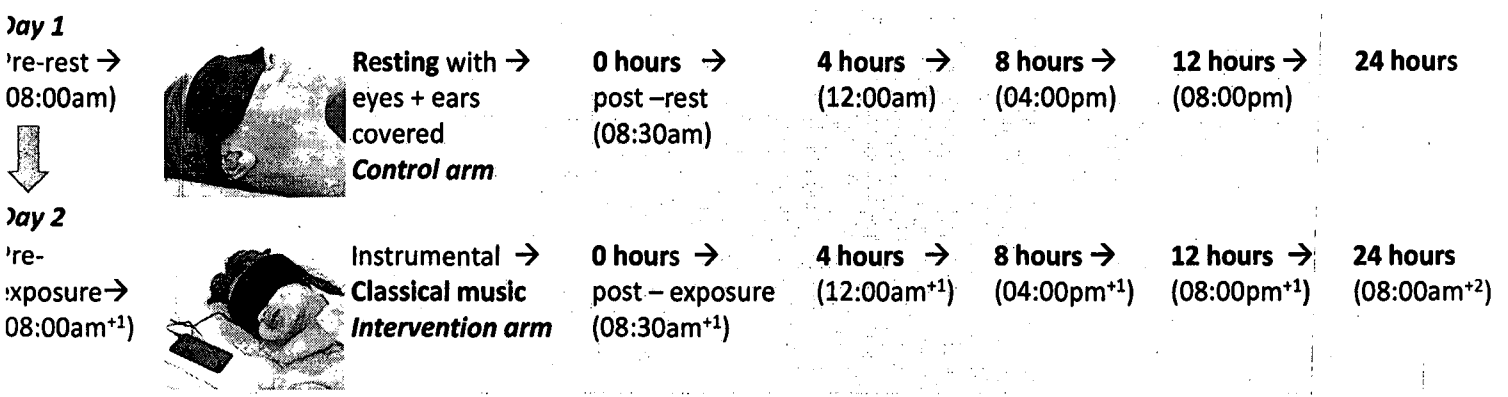 )ay 1
're-rest → Resting with → 0 hours → 4 hours → 8 hours → 12 hours → 24 hours
08:00am) eyes + ears post –rest (12:00am) (04:00pm) (08:00pm)
covered (08:30am)
Control arm
)ay 2
're- Instrumental → 0 hours → 4 hours → 8 hours → 12 hours → 24 hours
:xposure→ Classical music post – exposure (12:00am+1) (04:00pm+1) (08:00pm+1) (08:00am+2)
08:00am+1) Intervention arm (08:30am+1)